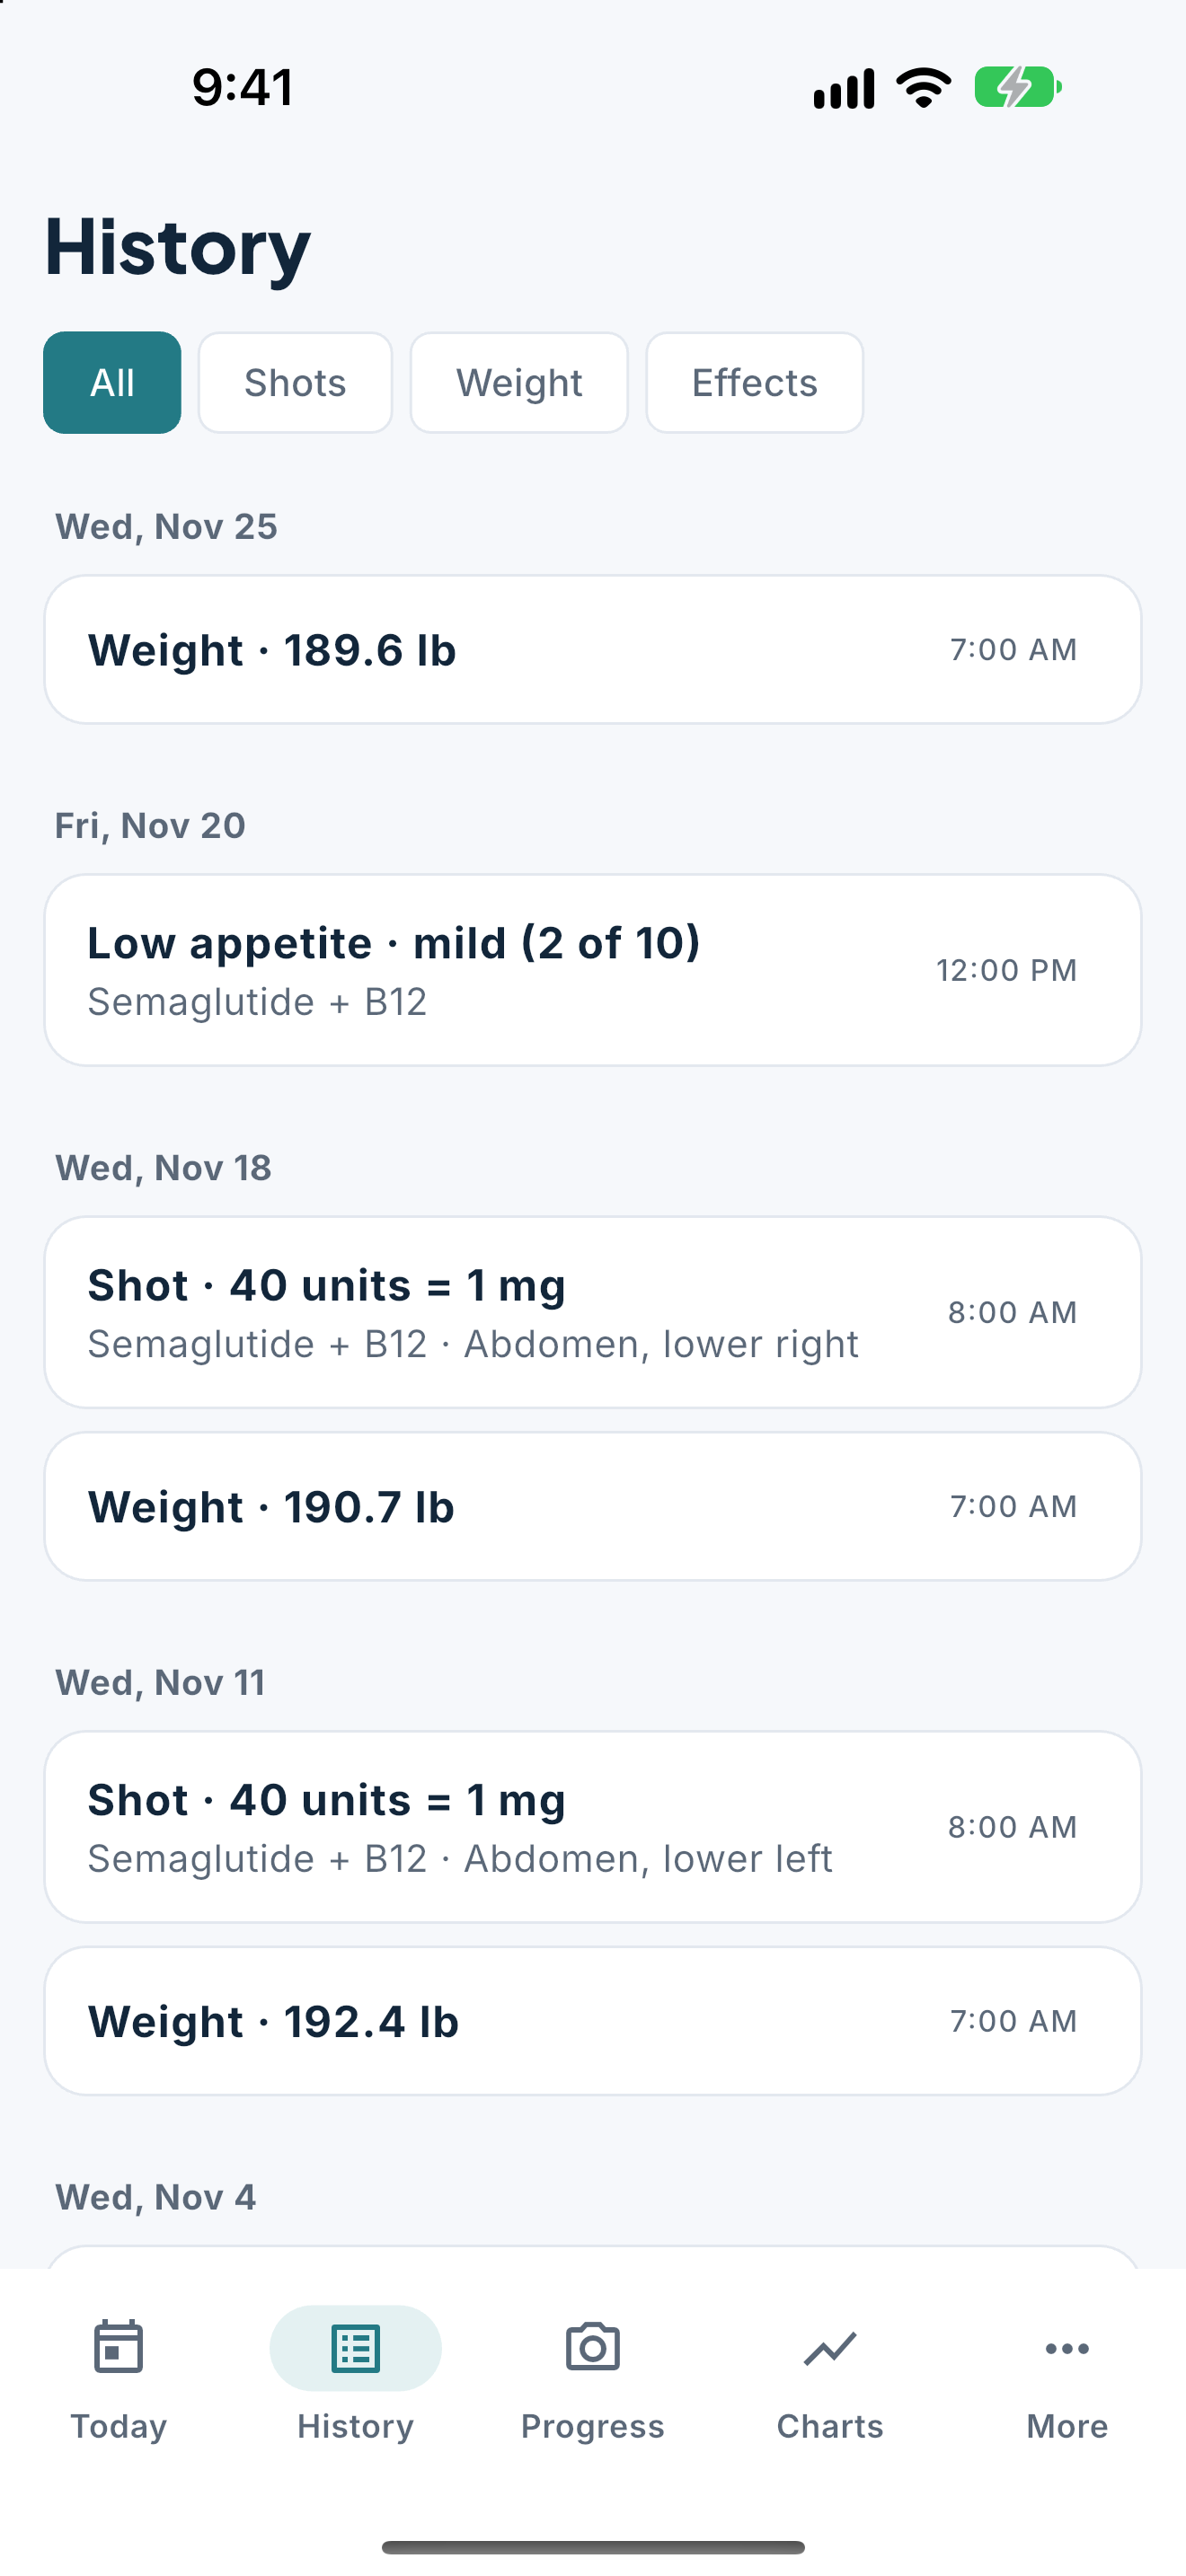 9:41
History
All
Shots
Weight
Effects
Wed, Nov 25
Weight · 189.6 lb
7:00 AM
Fri, Nov 20
Low appetite · mild (2 of 10)
Semaglutide + B12
12:00 PM
Wed, Nov 18
Shot · 40 units = 1 mg
Semaglutide + B12 · Abdomen, lower right
8:00 AM
Weight · 190.7 lb
7:00 AM
Wed, Nov 11
Shot · 40 units = 1 mg
Semaglutide + B12 · Abdomen, lower left
8:00 AM
Weight · 192.4 lb
7:00 AM
Wed, Nov 4
Today
History
Progress
Charts
More